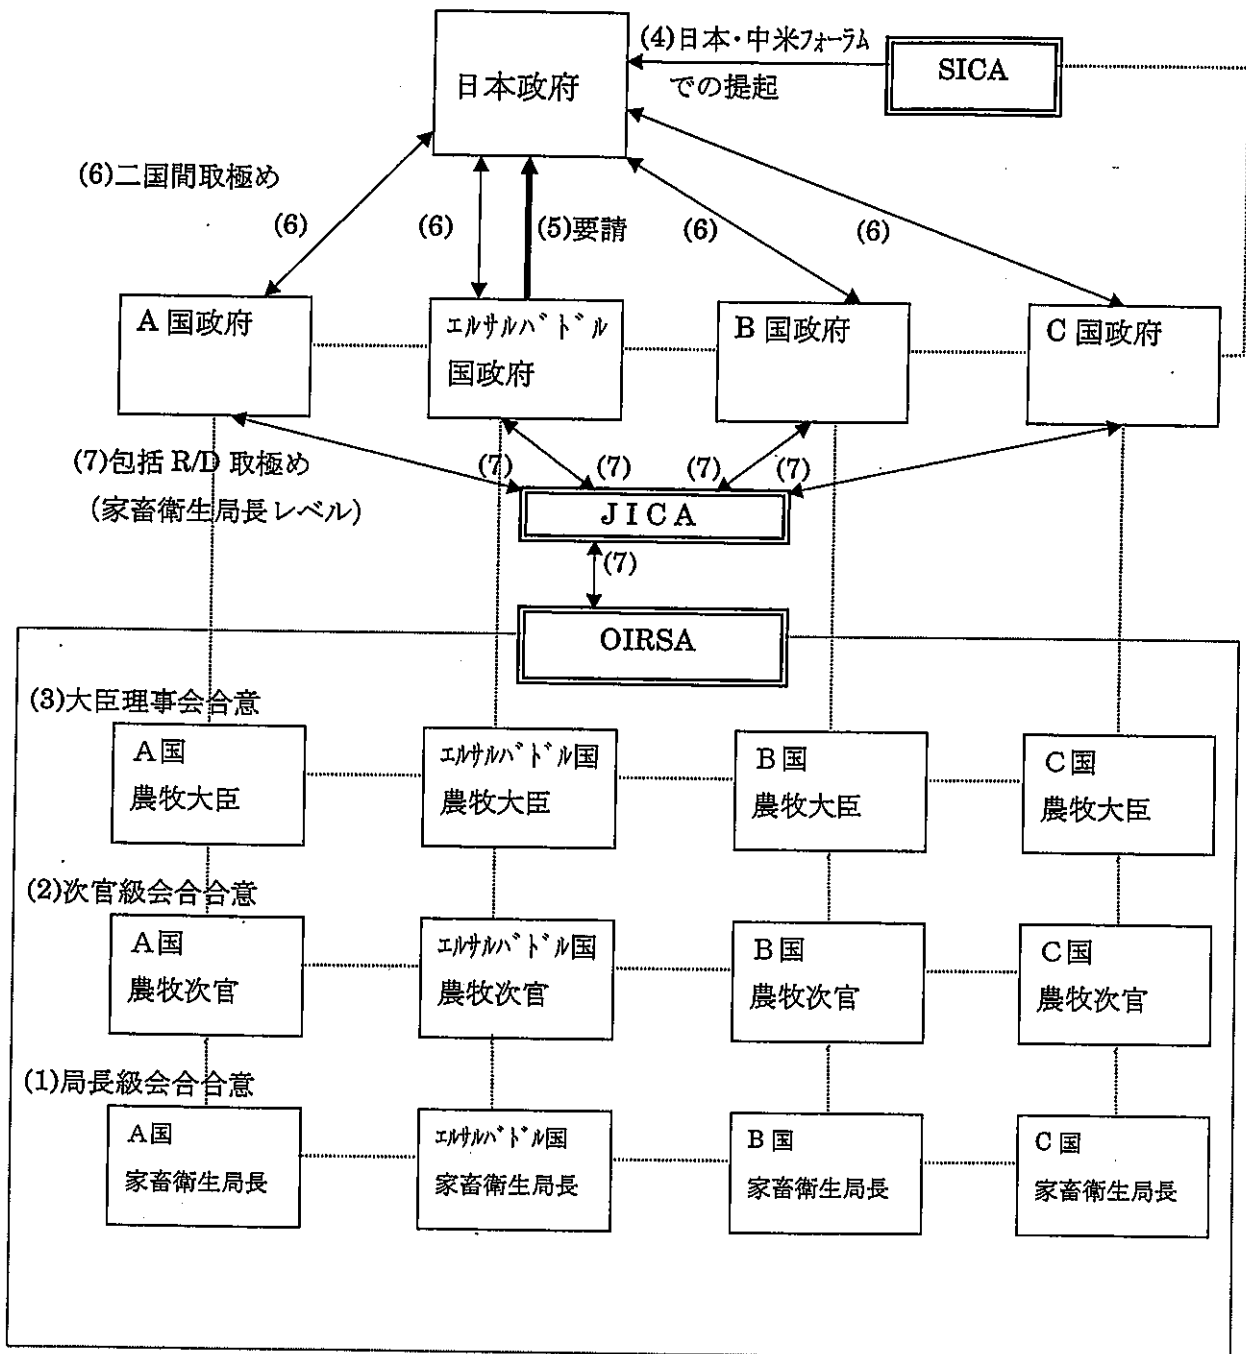 (4)日本・中米フォーラム
での提起
SICA
日本政府
(6)二国間取極め
(6)
(6)
(5)要請
(6)
(6)
A 国政府
エルサルバドル
国政府
B 国政府
C 国政府
(7)包括 R/D 取極め
(家畜衛生局長レベル)
(7)
(7)
(7)
(7)
JICA
(7)
OIRSA
(3)大臣理事会合意
A国
農牧大臣
エルサルバドル国
農牧大臣
B国
農牧大臣
C国
農牧大臣
(2)次官級会合合意
A国
農牧次官
エルサルバドル国
農牧次官
B国
農牧次官
C国
農牧次官
(1)局長級会合合意
A国
家畜衛生局長
エルサルバドル国
家畜衛生局長
B国
家畜衛生局長
C国
家畜衛生局長